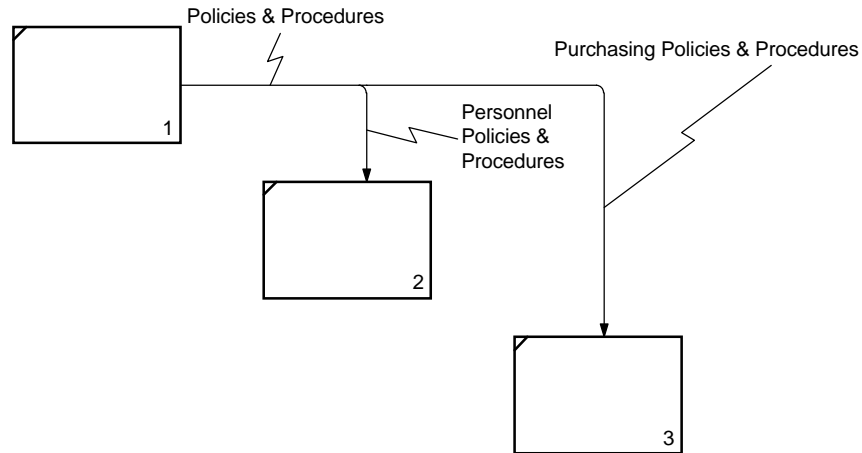 Policies & Procedures
Purchasing Policies & Procedures
Personnel
Policies &
Procedures
1
2
3